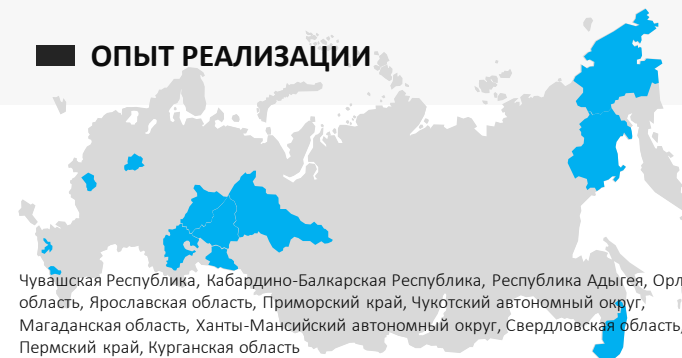 ОПЫТ РЕАЛИЗАЦИИ
Чувашская Республика, Кабардино-Балкарская Республика, Республика Адыгея,
область, Ярославская область, Приморский край, Чукотский автономный округ,
Магаданская область, Ханты-Мансийский автономный округ, Свердловская область,
Пермский край, Курганская область